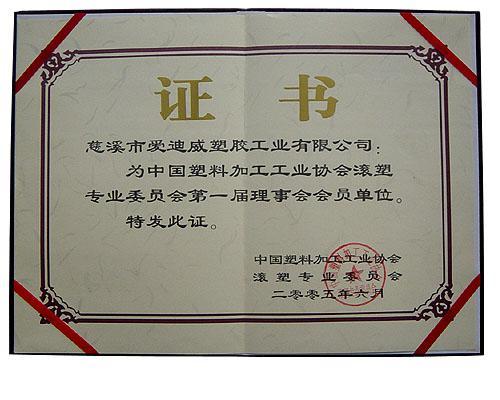 证书
慈溪市爱迪威塑胶工业有限公司：
为中国塑料加工工业协会滚塑
专业委员会第一届理事会会员单位。
特发此证。
中国塑料加工工业协会
滚塑专业委员会
二零零五年六月